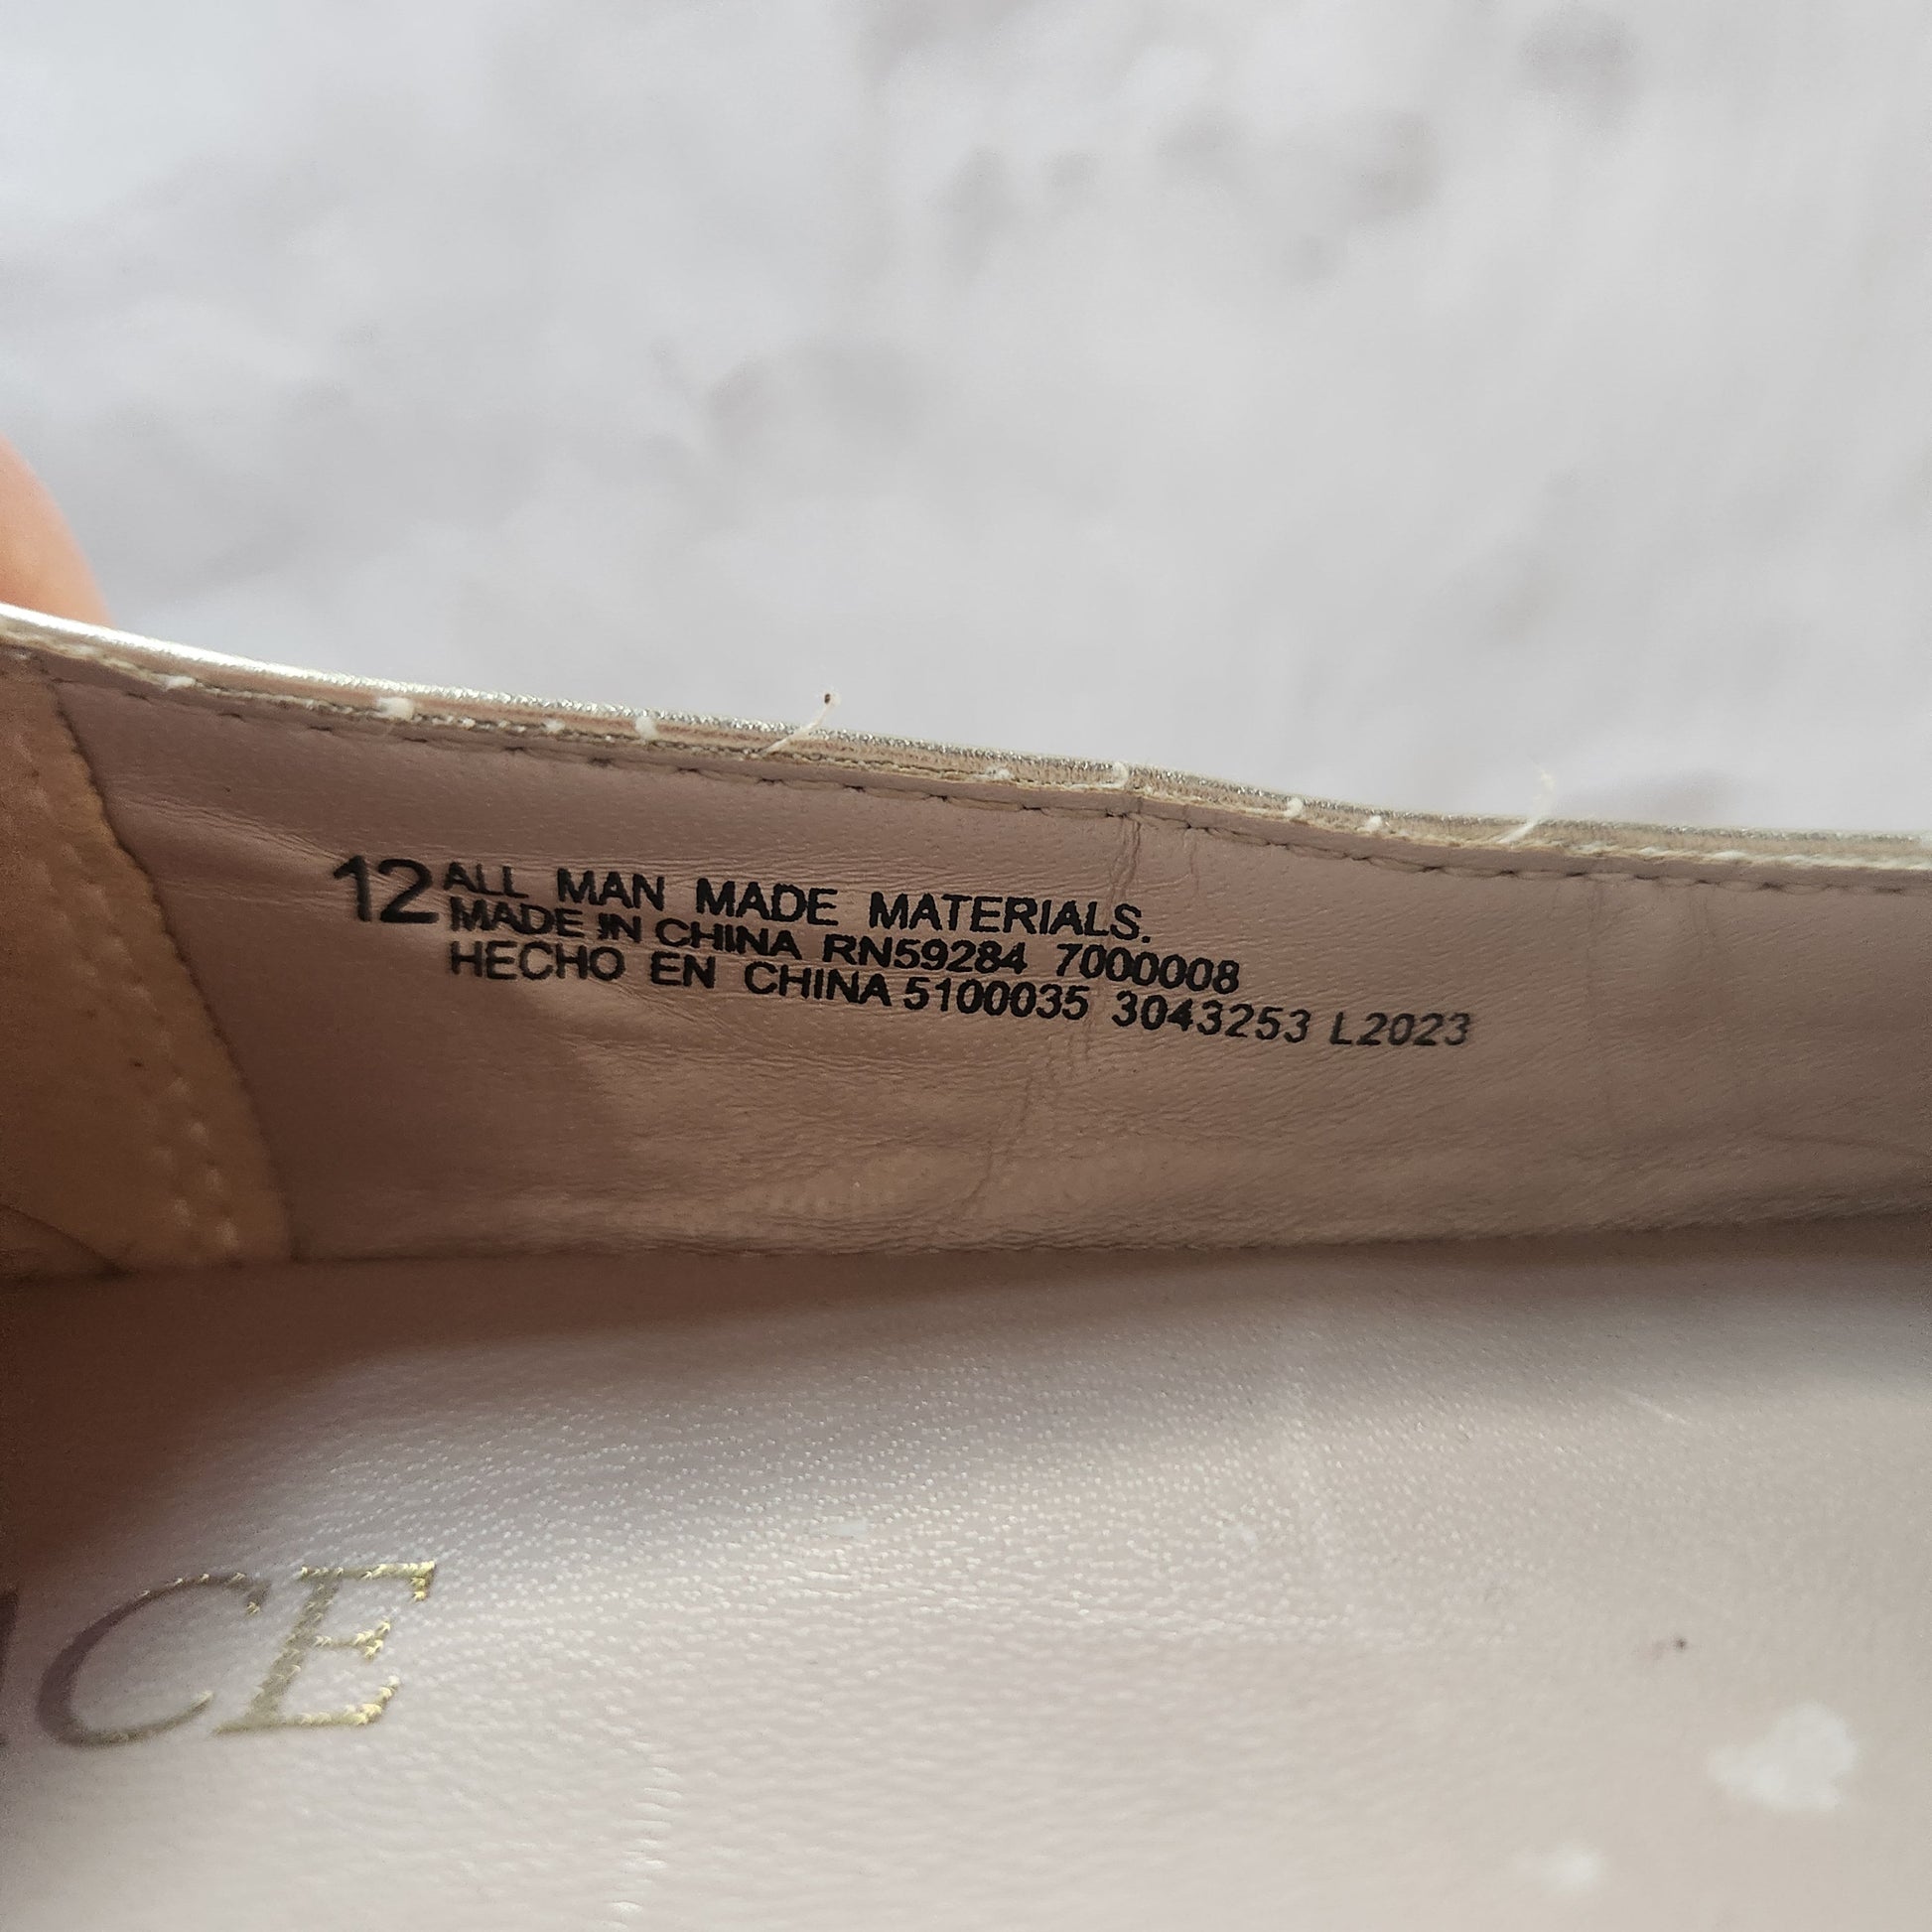 12 ALL MAN MADE MATERIALS.
MADE IN CHINA RN59284 7000008
HECHO EN CHINA 5100035 3043253 L2023
CE